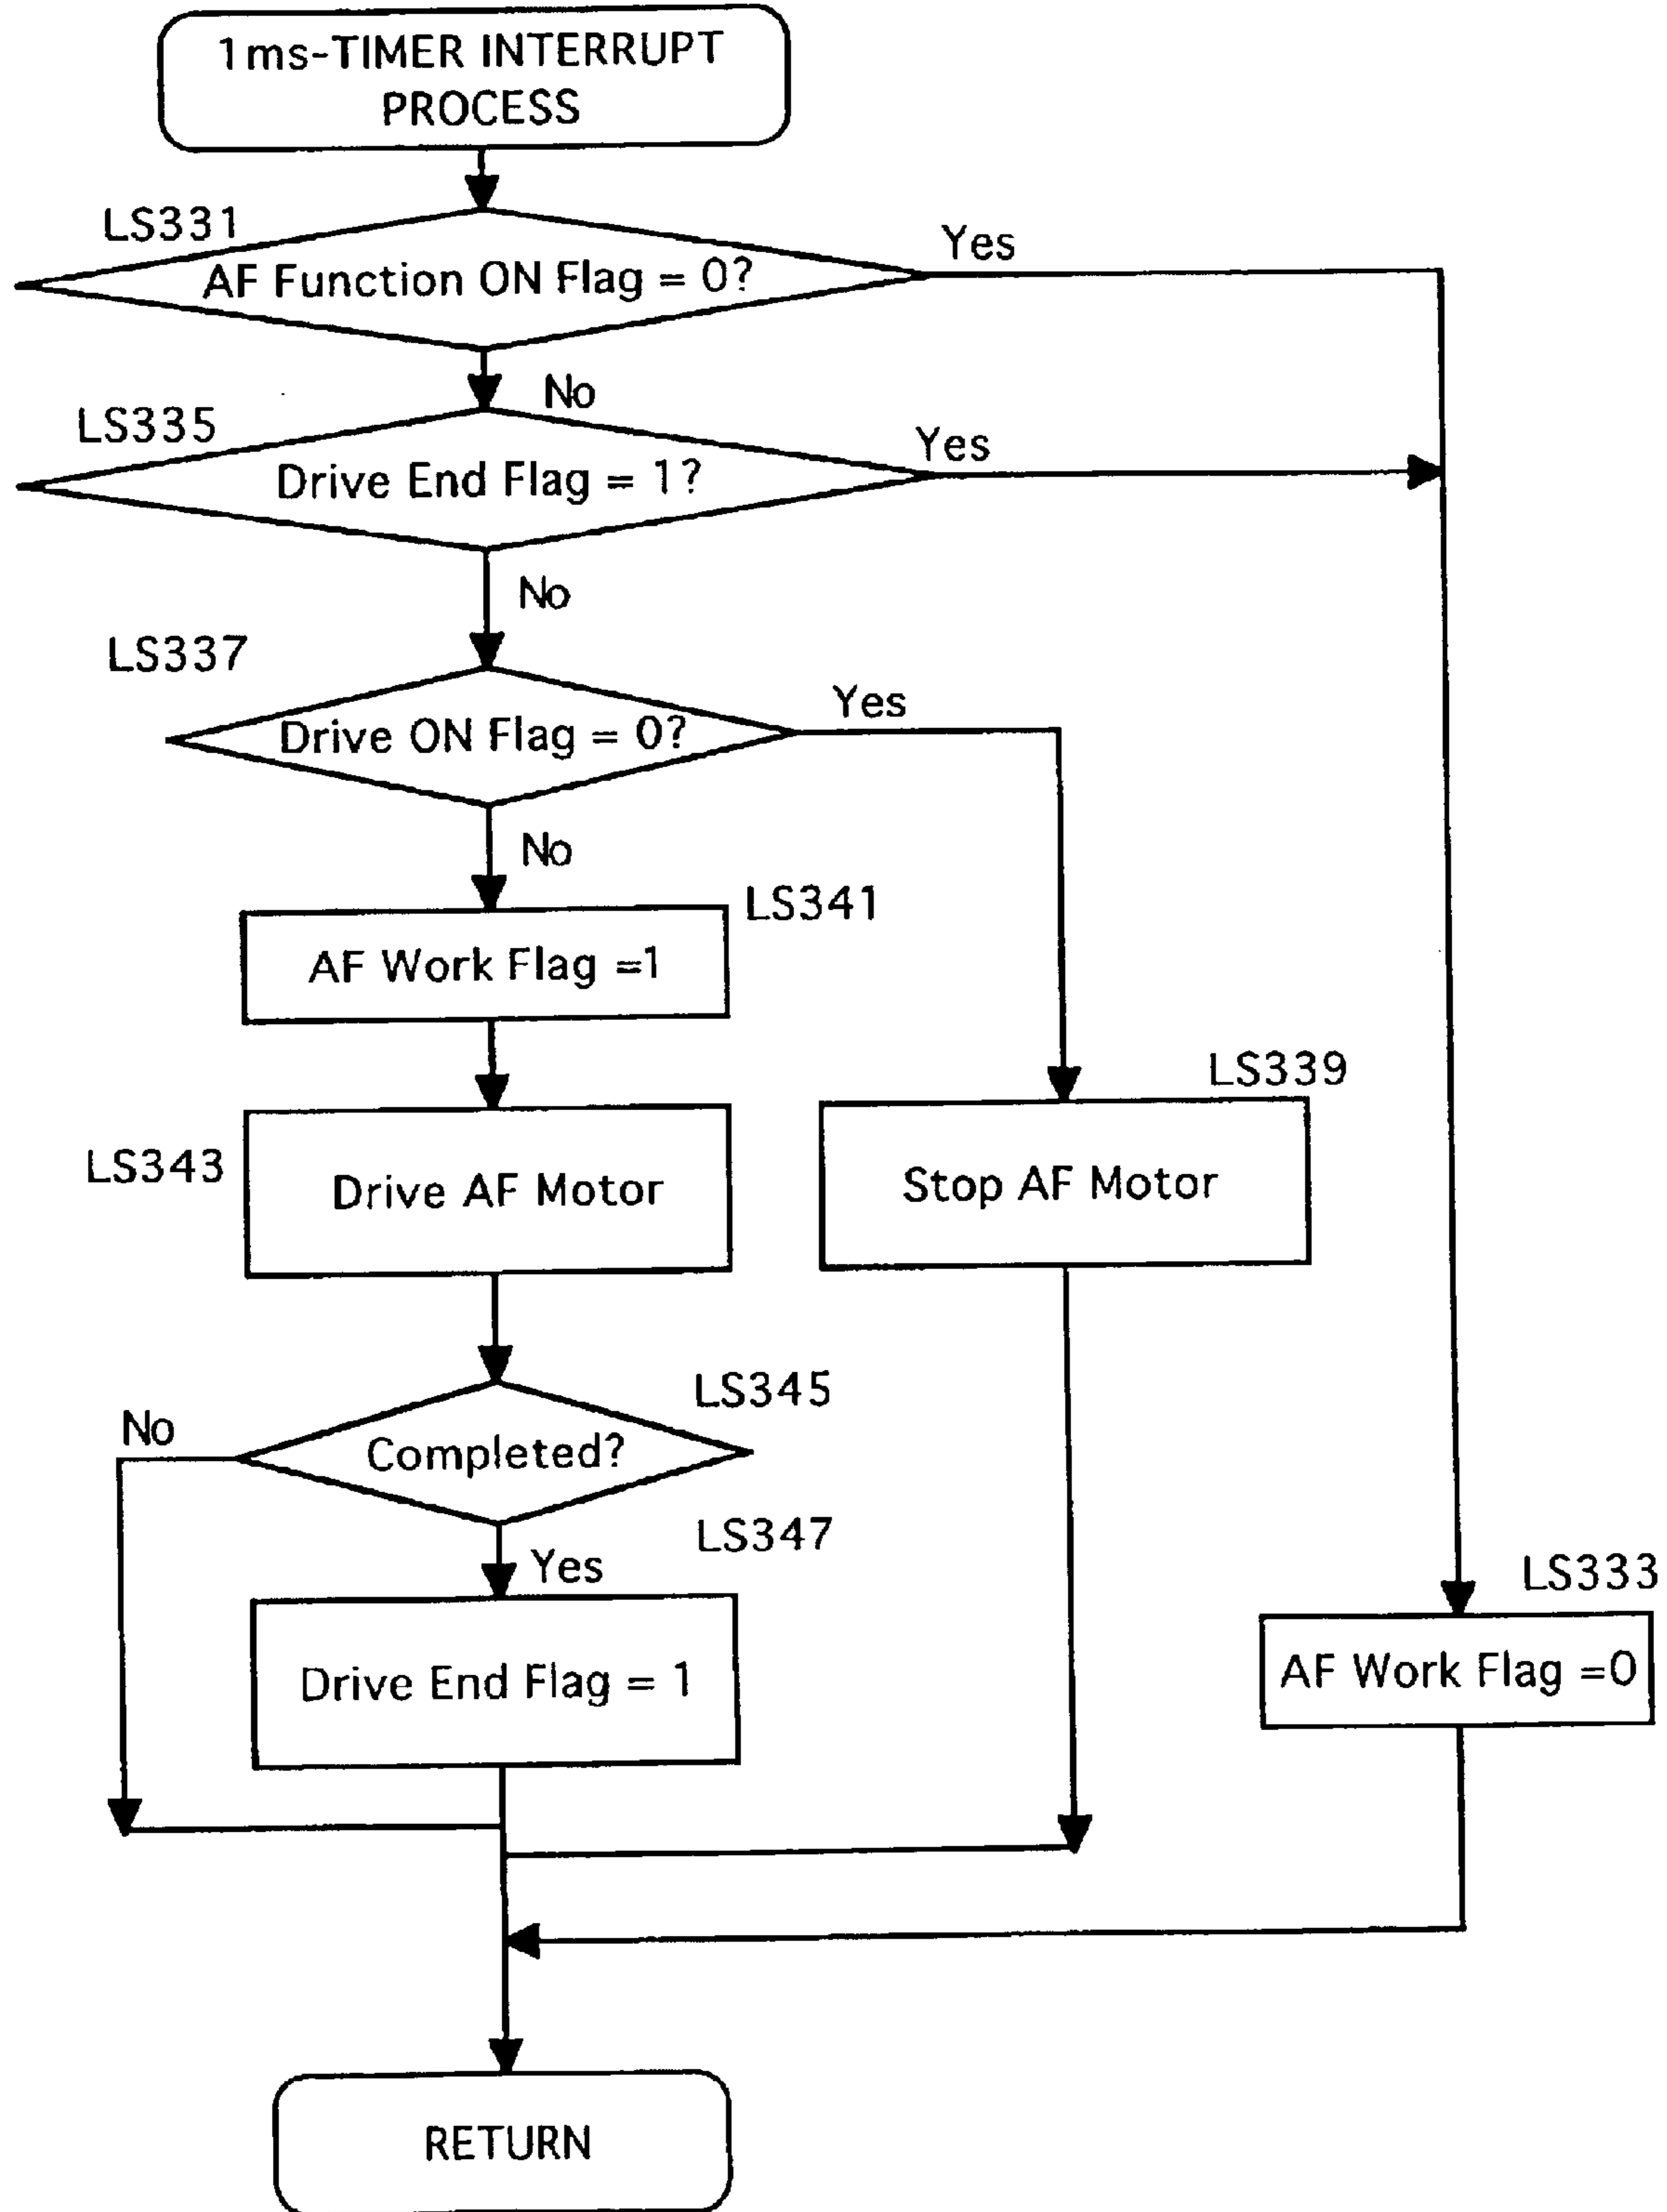 1ms-TIMER INTERRUPT
PROCESS
LS331
AF Function ON Flag = 0?
Yes
No
LS335
Drive End Flag = 1?
Yes
No
LS337
Drive ON Flag = 0?
Yes
No
LS341
AF Work Flag =1
LS339
Stop AF Motor
LS343
Drive AF Motor
LS345
Completed?
No
LS347
Yes
Drive End Flag = 1
LS333
AF Work Flag =0
RETURN